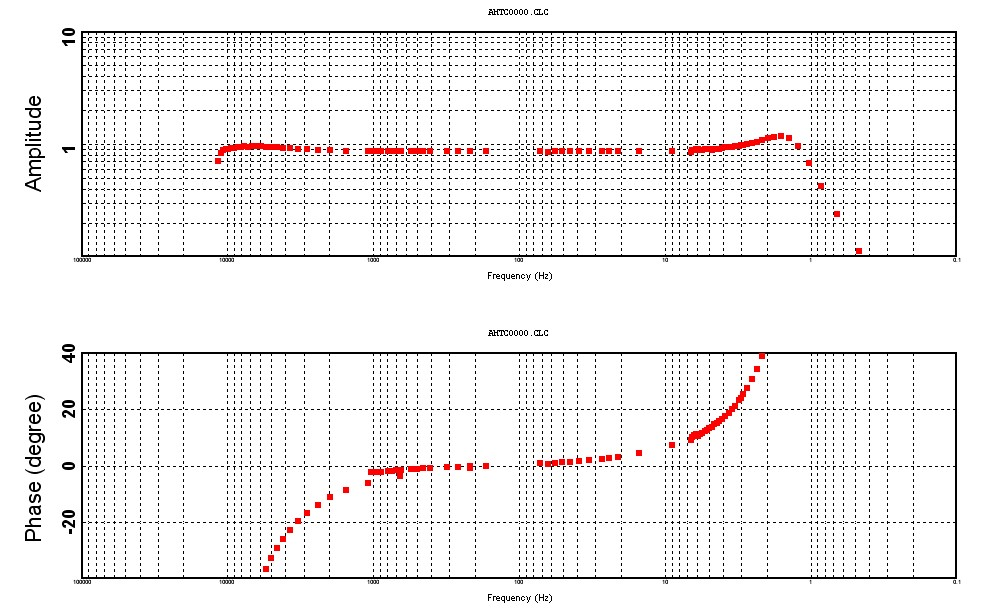 AHTC0000.CLC
10
Amplitude
1
100000 10000 1000 100 10 1 0.1
Frequency (Hz)
AHTC0000.CLC
40
20
Phase (degree)
0
-20
100000 10000 1000 100 10 1 0.1
Frequency (Hz)